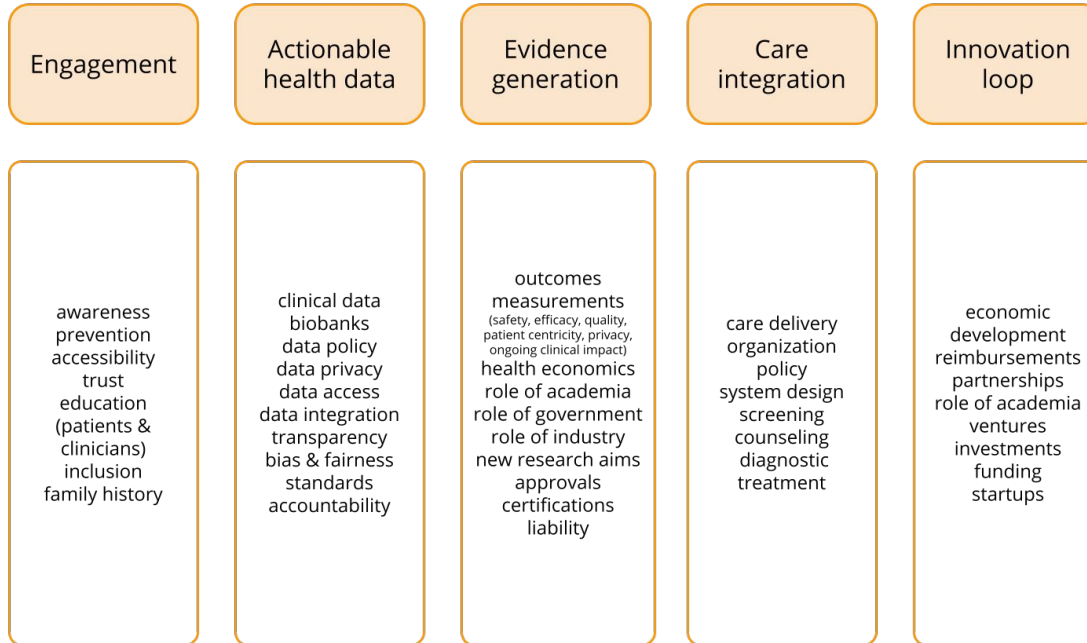 Engagement
awareness
prevention
accessibility
trust
education
(patients &
clinicians)
inclusion
family history
Actionable
health data
clinical data
biobanks
data policy
data privacy
data access
data integration
transparency
bias & fairness
standards
accountability
Evidence
generation
outcomes
measurements
(safety, efficacy, quality,
patient centricity, privacy,
ongoing clinical impact)
health economics
role of academia
role of government
role of industry
new research aims
approvals
certifications
liability
Care
integration
care delivery
organization
policy
system design
screening
counseling
diagnostic
treatment
Innovation
loop
economic
development
reimbursements
partnerships
role of academia
ventures
investments
funding
startups